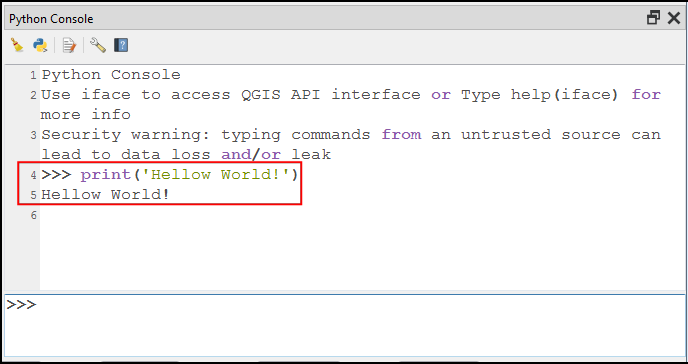 Python Console
1 Python Console
2 Use iface to access QGIS API interface or Type help(iface) for
more info
3 Security warning: typing commands from an untrusted source can
lead to data loss and/or leak
4 >>> print('Hellow World!')
5 Hellow World!
6
>>>